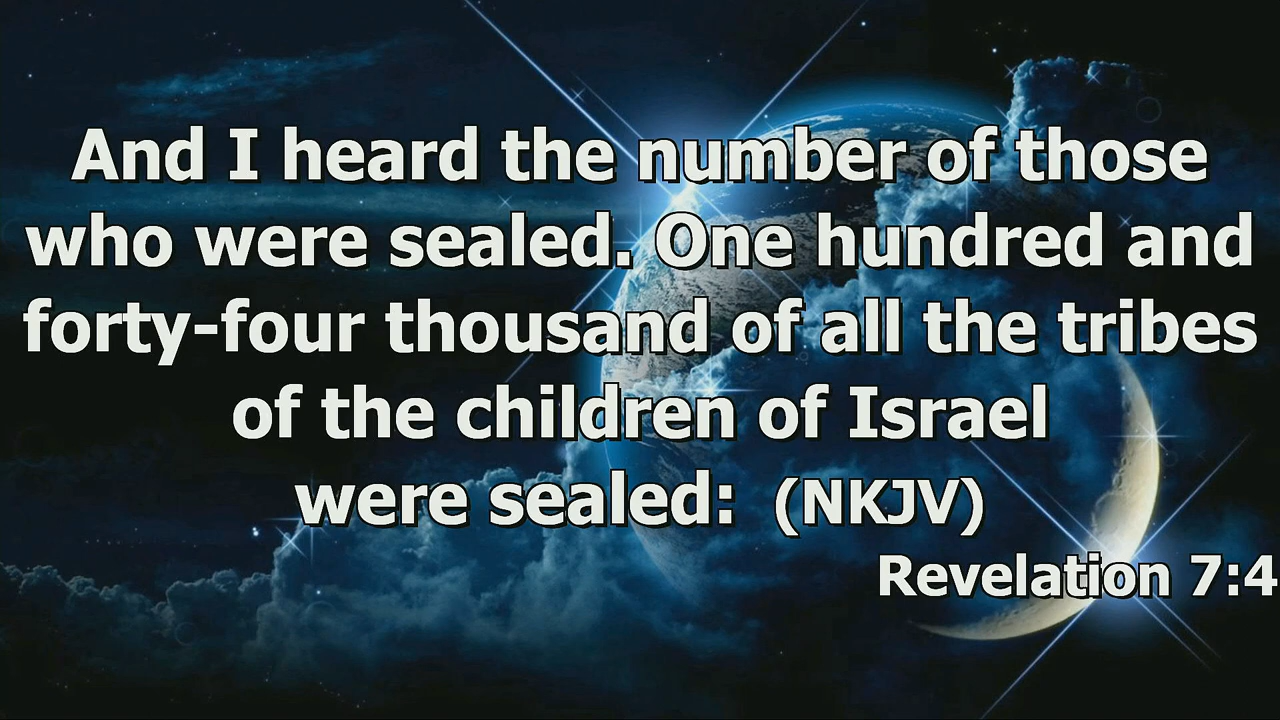 And I heard the number of those
who were sealed. One hundred and
forty-four thousand of all the tribes
of the children of Israel
were sealed: (NKJV)
Revelation 7:4